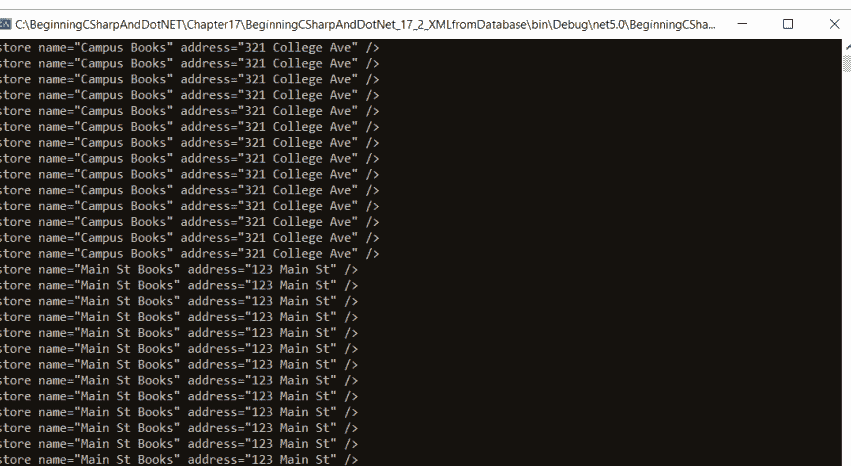 C:\BeginningCSharpAndDotNET\Chapter17\BeginningCSharpAndDotNet_17_2_XMLfromDatabase\bin\Debug\net5.0\BeginningCSha...
store name="Campus Books" address="321 College Ave" />
store name="Campus Books" address="321 College Ave" />
store name="Campus Books" address="321 College Ave" />
store name="Campus Books" address="321 College Ave" />
store name="Campus Books" address="321 College Ave" />
store name="Campus Books" address="321 College Ave" />
store name="Campus Books" address="321 College Ave" />
store name="Campus Books" address="321 College Ave" />
store name="Campus Books" address="321 College Ave" />
store name="Campus Books" address="321 College Ave" />
store name="Campus Books" address="321 College Ave" />
store name="Campus Books" address="321 College Ave" />
store name="Campus Books" address="321 College Ave" />
store name="Campus Books" address="321 College Ave" />
store name="Main St Books" address="123 Main St" />
store name="Main St Books" address="123 Main St" />
store name="Main St Books" address="123 Main St" />
store name="Main St Books" address="123 Main St" />
store name="Main St Books" address="123 Main St" />
store name="Main St Books" address="123 Main St" />
store name="Main St Books" address="123 Main St" />
store name="Main St Books" address="123 Main St" />
store name="Main St Books" address="123 Main St" />
store name="Main St Books" address="123 Main St" />
store name="Main St Books" address="123 Main St" />
store name="Main St Books" address="123 Main St" />
store name="Main St Books" address="123 Main St" />